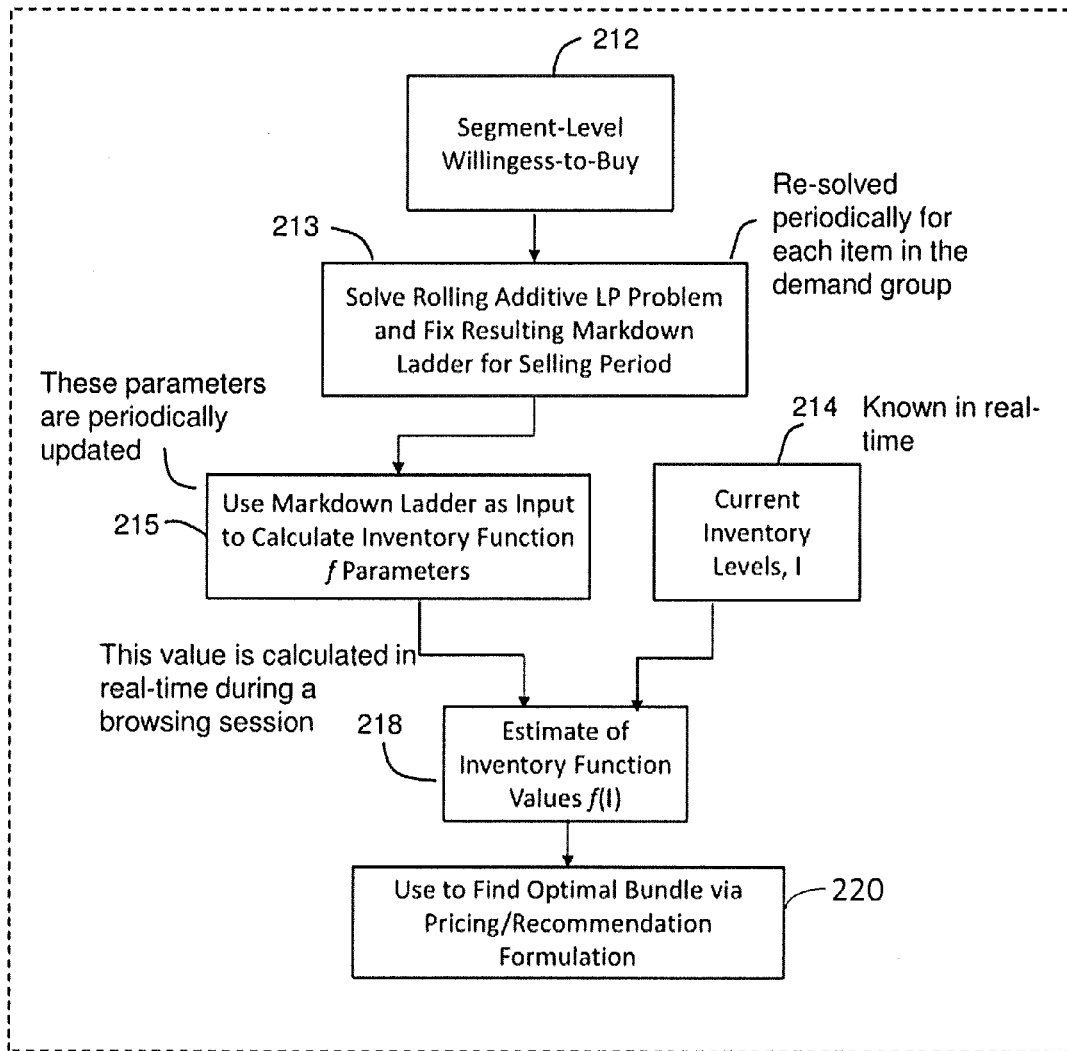 212
Segment-Level
Willingess-to-Buy
Re-solved
periodically for
each item in the
demand group
213
Solve Rolling Additive LP Problem
and Fix Resulting Markdown
Ladder for Selling Period
These parameters
are periodically
updated
214 Known in real-
time
215
Use Markdown Ladder as Input
to Calculate Inventory Function
f Parameters
Current
Inventory
Levels, I
This value is calculated in
real-time during a
browsing session
218
Estimate of
Inventory Function
Values f(I)
Use to Find Optimal Bundle via
Pricing/Recommendation
Formulation
220